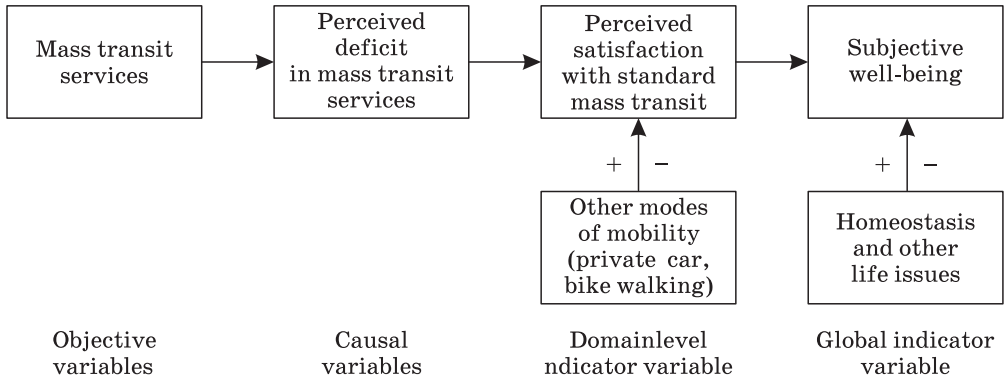 Mass transit
services
Perceived
deficit
in mass transit
services
Perceived
satisfaction
with standard
mass transit
Subjective
well-being
+ –
+ –
Other modes
of mobility
(private car,
bike walking)
Homeostasis
and other
life issues
Objective
variables
Causal
variables
Domainlevel
ndicator variable
Global indicator
variable